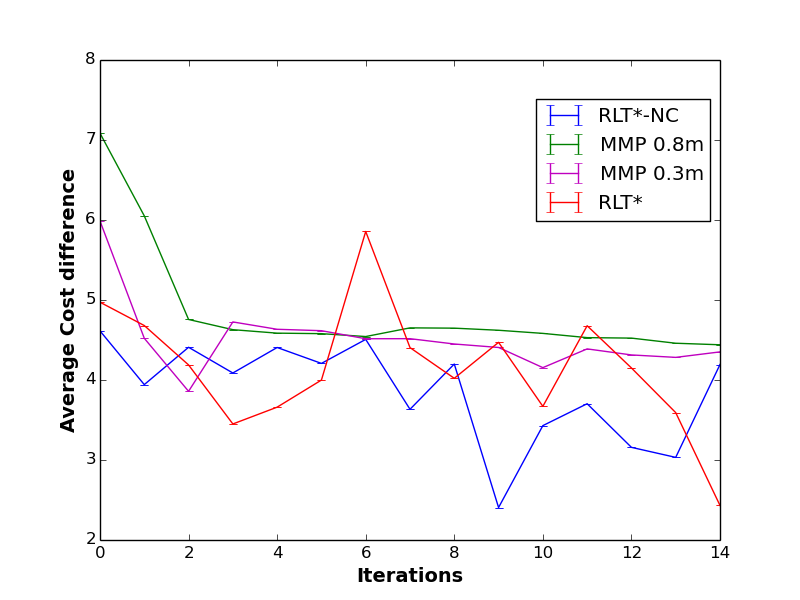 8
7
6
5
4
3
2
0 2 4 6 8 10 12 14
Average Cost difference
Iterations
RLT*-NC
MMP 0.8m
MMP 0.3m
RLT*